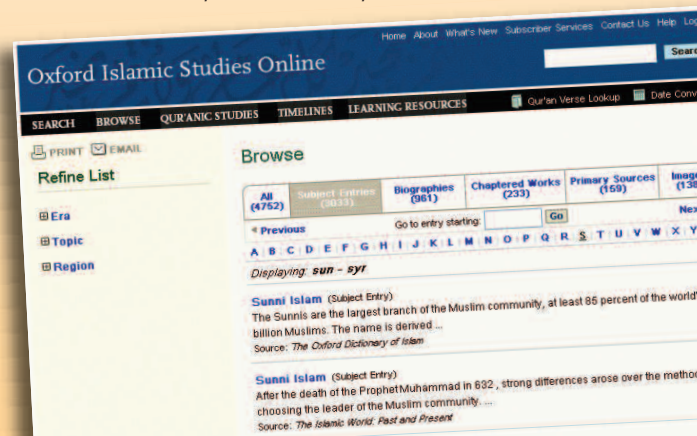 Home About What's New Subscriber Services Contact Us Help
Oxford Islamic Studies Online
SEARCH BROWSE QUR'ANIC STUDIES TIMELINES LEARNING RESOURCES Qur'an Verse Lookup Date
PRINT EMAIL
Refine List
Era
Topic
Region
Browse
All (4752) Subject Entries (3033) Biographies (961) Chaptered Works (233) Primary Sources (159)
Previous Go to entry starting: Go
A B C D E F G H I J K L M N O P Q R S T U V W X Y
Displaying: sun – syr
Sunni Islam (Subject Entry)
The Sunnis are the largest branch of the Muslim community, at least 85 percent of the world's
billion Muslims. The name is derived ...
Source: The Oxford Dictionary of Islam
Sunni Islam (Subject Entry)
After the death of the Prophet Muhammad in 632 , strong differences arose over the
choosing the leader of the Muslim community. ...
Source: The Islamic World: Past and Present